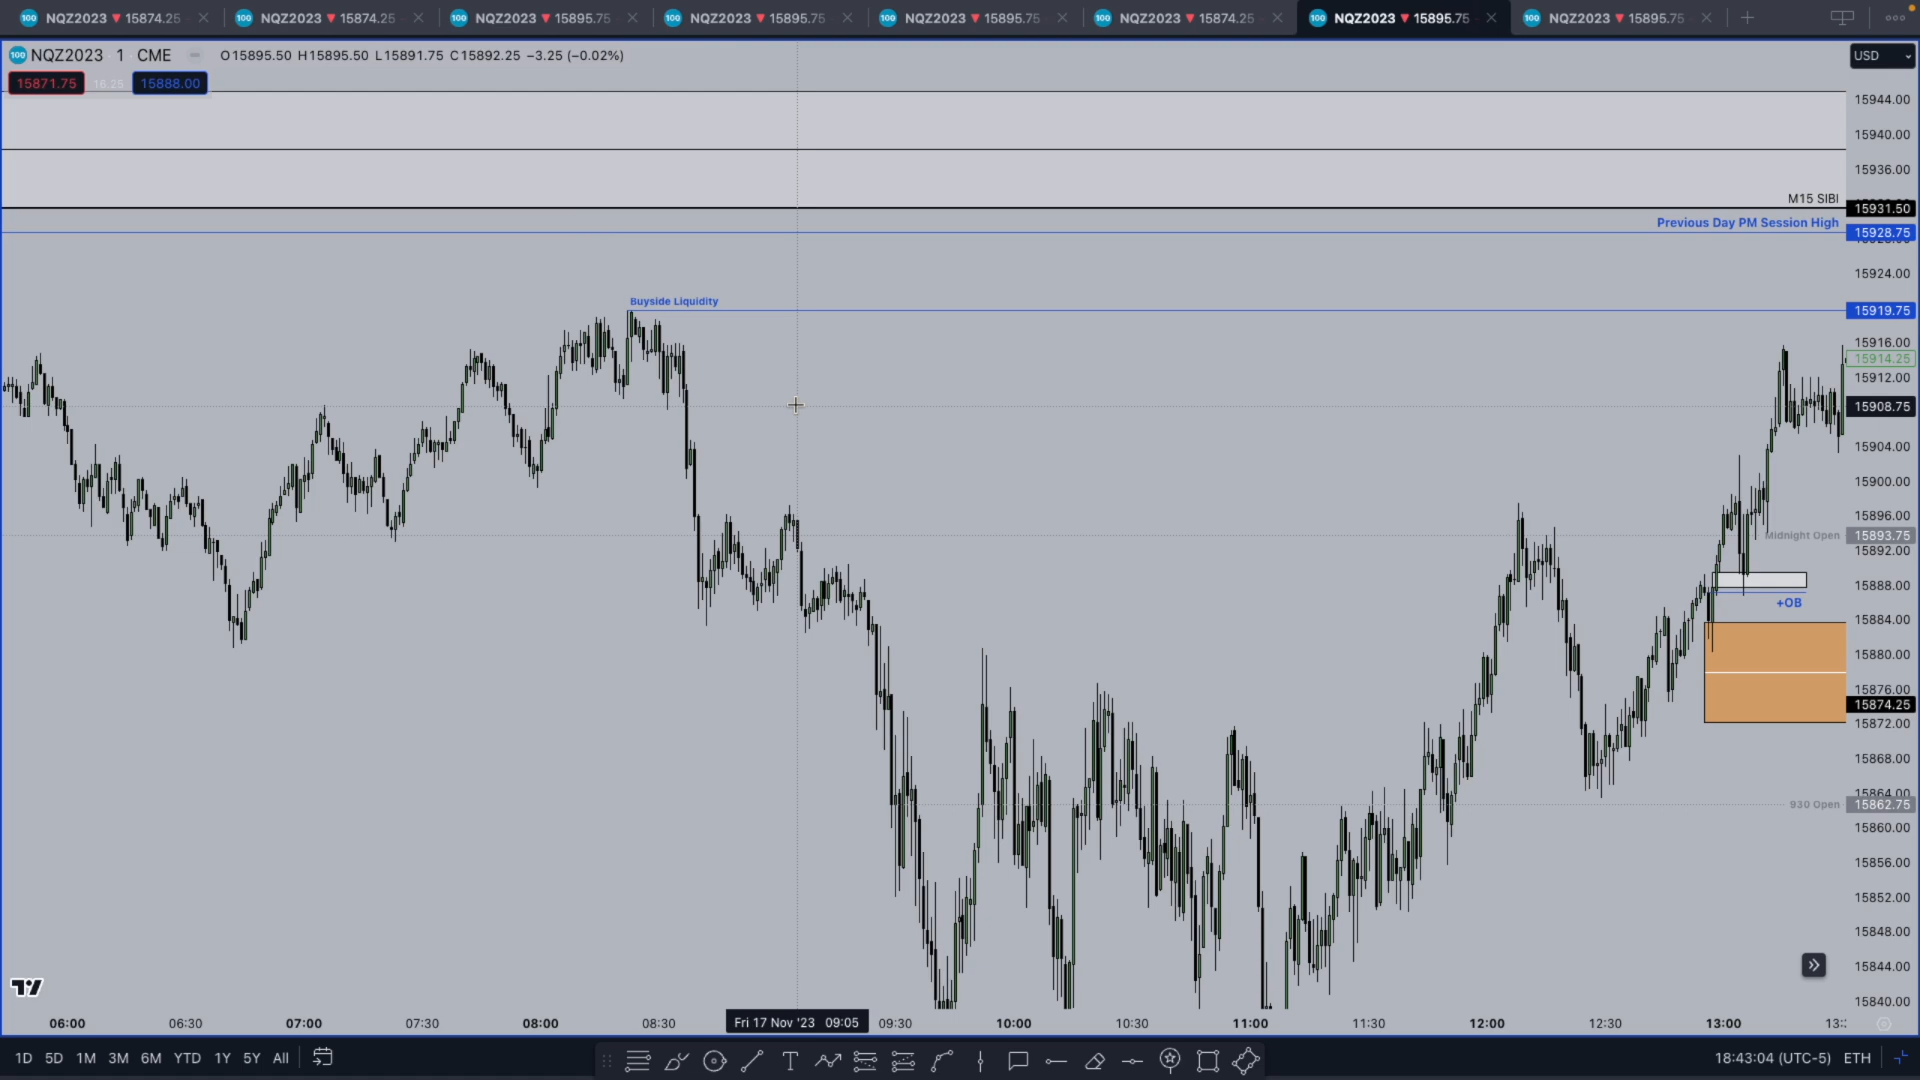 NQZ2023 ▼ 15874.25
NQZ2023 ▼ 15874.25
NQZ2023 ▼ 15895.75
NQZ2023 ▼ 15895.75
NQZ2023 ▼ 15895.75
NQZ2023 ▼ 15874.25
NQZ2023 ▼ 15895.75
NQZ2023 ▼ 15895.75
NQZ2023 1 CME O15895.50 H15895.50 L15891.75 C15892.25 −3.25 (−0.02%)
USD
15871.75 16.25 15888.00
15944.00
15940.00
15936.00
M15 SIBI 15931.50
Previous Day PM Session High 15928.75
15924.00
Buyside Liquidity 15919.75
15916.00
15914.25
15912.00
15908.75
15904.00
15900.00
15896.00
Midnight Open 15893.75
15892.00
15888.00
+OB
15884.00
15880.00
15876.00
15874.25
15872.00
15868.00
15864.00
930 Open 15862.75
15860.00
15856.00
15852.00
15848.00
15844.00
15840.00
06:00 06:30 07:00 07:30 08:00 08:30 Fri 17 Nov '23 09:05 09:30 10:00 10:30 11:00 11:30 12:00 12:30 13:00
1D 5D 1M 3M 6M YTD 1Y 5Y All 18:43:04 (UTC-5) ETH